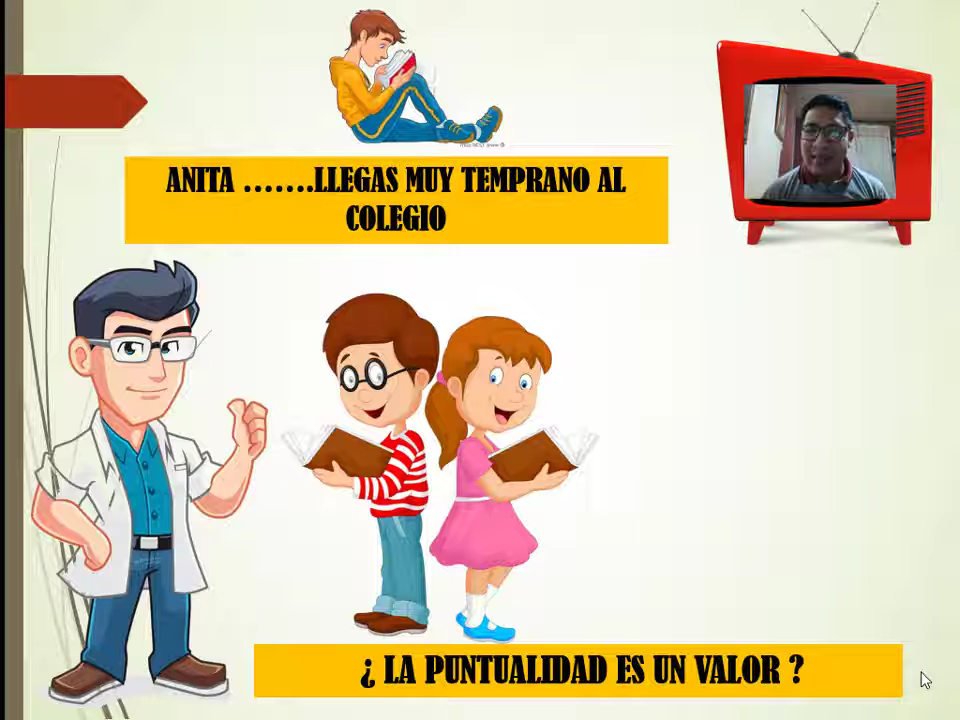 ANITA .......LLEGAS MUY TEMPRANO AL
COLEGIO
¿ LA PUNTUALIDAD ES UN VALOR ?